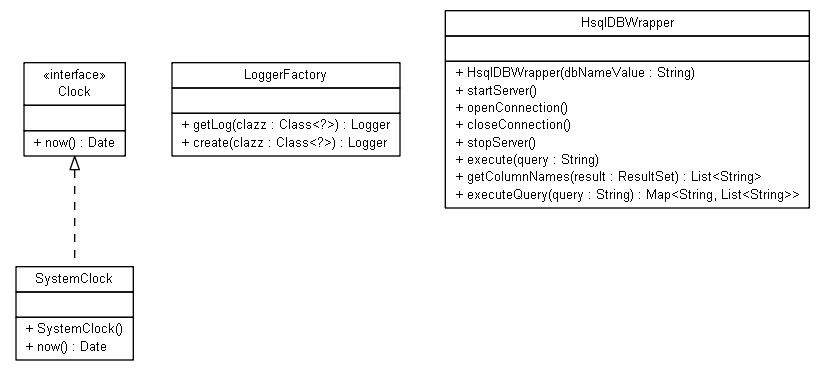 «interface»
Clock
+ now() : Date
LoggerFactory
+ getLog(clazz : Class<?>) : Logger
+ create(clazz : Class<?>) : Logger
HsqlDBWrapper
+ HsqlDBWrapper(dbNameValue : String)
+ startServer()
+ openConnection()
+ closeConnection()
+ stopServer()
+ execute(query : String)
+ getColumnNames(result : ResultSet) : List<String>
+ executeQuery(query : String) : Map<String, List<String>>
SystemClock
+ SystemClock()
+ now() : Date